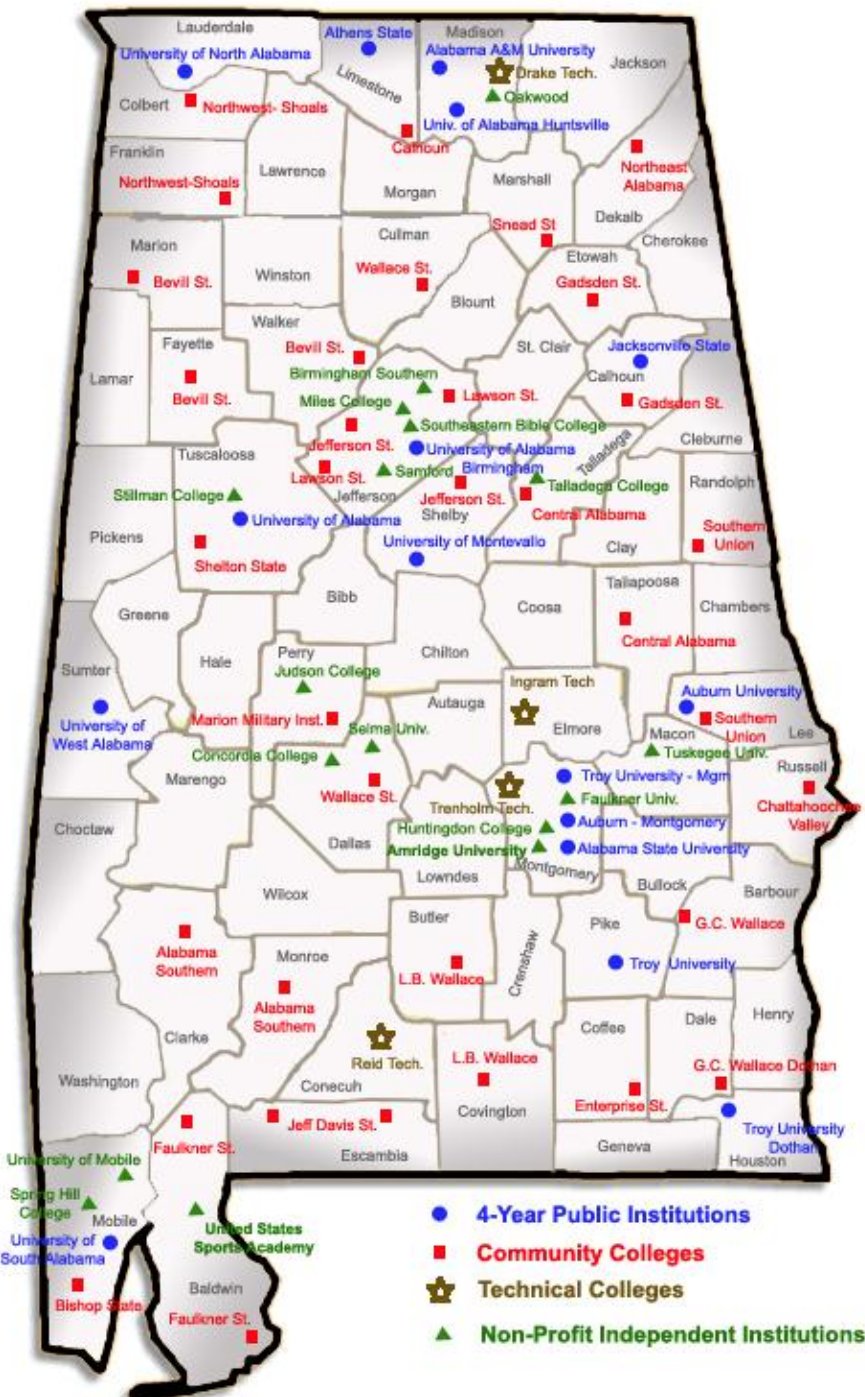 Lauderdale
Athens State
Madison
University of North Alabama
Alabama A&M University
Drake Tech.
Jackson
Limestone
Oakwood
Colbert
Northwest- Shoals
Univ. of Alabama Huntsville
Calhoun
Franklin
Lawrence
Northeast
Alabama
Northwest-Shoals
Morgan
Marshall
Dekalb
Snead St
Cullman
Cherokee
Marion
Etowah
Bevill St.
Winston
Wallace St.
Gadsden St.
Blount
Walker
Fayette
Bevill St.
St. Clair
Jacksonville State
Lamar
Birmingham Southern
Calhoun
Bevill St.
Miles College
Lawson St.
Gadsden St.
Southeastern Bible College
Jefferson St.
University of Alabama
Birmingham
Talladega
Cleburne
Tuscaloosa
Lawson St.
Samford
Talladega College
Randolph
Stillman College
Jefferson
Jefferson St.
Central Alabama
University of Alabama
Shelby
Southern
Union
Pickens
University of Montevallo
Clay
Shelton State
Tallapoosa
Bibb
Coosa
Chambers
Greene
Central Alabama
Hale
Perry
Chilton
Sumter
Judson College
Ingram Tech
Autauga
Auburn University
University of
West Alabama
Marion Military Inst.
Elmore
Southern
Union
Lee
Selma Univ.
Macon
Concordia College
Tuskegee Univ.
Marengo
Russell
Troy University - Mgm
Wallace St.
Trenholm Tech.
Faulkner Univ.
Chattahoochee
Valley
Choctaw
Huntingdon College
Auburn - Montgomery
Dallas
Amridge University
Alabama State University
Montgomery
Lowndes
Bullock
Barbour
Wilcox
Butler
Pike
G.C. Wallace
Alabama
Southern
Monroe
Crenshaw
L.B. Wallace
Troy University
Alabama
Southern
Henry
Clarke
Coffee
Dale
Reid Tech.
L.B. Wallace
G.C. Wallace Dothan
Washington
Conecuh
Covington
Enterprise St.
Faulkner St.
Jeff Davis St.
Troy University
Dothan
Escambia
Geneva
Houston
University of Mobile
Spring Hill
College
Mobile
United States
Sports Academy
University of
South Alabama
Baldwin
Bishop State
Faulkner St.
4-Year Public Institutions
Community Colleges
Technical Colleges
Non-Profit Independent Institutions